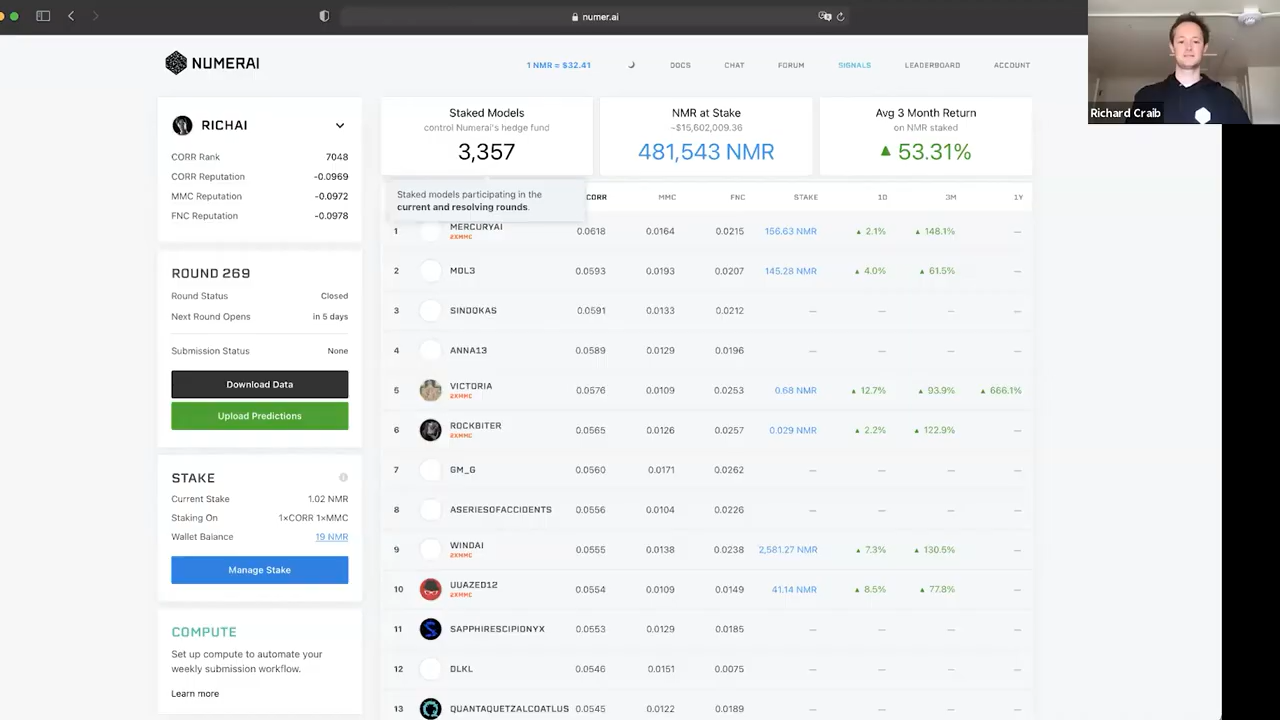 numer.ai
NUMERAI
1 NMR = $32.41
DOCS
CHAT
FORUM
SIGNALS
LEADERBOARD
ACCOUNT
Richard Craib
RICHAI
CORR Rank 7048
CORR Reputation -0.0969
MMC Reputation -0.0972
FNC Reputation -0.0978
ROUND 269
Round Status Closed
Next Round Opens in 5 days
Submission Status None
Download Data
Upload Predictions
STAKE
Current Stake 1.02 NMR
Staking On 1×CORR 1×MMC
Wallet Balance 19 NMR
Manage Stake
COMPUTE
Set up compute to automate your
weekly submission workflow.
Learn more
Staked Models
control Numerai's hedge fund
3,357
NMR at Stake
~$15,602,009.36
481,543 NMR
Avg 3 Month Return
on NMR staked
▲ 53.31%
Staked models participating in the
current and resolving rounds.
CORR MMC FNC STAKE 1D 3M 1Y
1 MERCURYAI 0.0618 0.0164 0.0215 156.63 NMR ▲ 2.1% ▲ 148.1% —
2XMMC
2 MDL3 0.0593 0.0193 0.0207 145.28 NMR ▲ 4.0% ▲ 61.5% —
3 SINDOKAS 0.0591 0.0133 0.0212 — — — —
4 ANNA13 0.0589 0.0129 0.0196 — — — —
5 VICTORIA 0.0576 0.0109 0.0253 0.68 NMR ▲ 12.7% ▲ 93.9% ▲ 666.1%
2XMMC
6 ROCKBITER 0.0565 0.0126 0.0257 0.029 NMR ▲ 2.2% ▲ 122.9% —
2XMMC
7 GM_G 0.0560 0.0171 0.0262 — — — —
8 ASERIESOFACCIDENTS 0.0556 0.0104 0.0226 — — — —
9 WINDAI 0.0555 0.0138 0.0238 2,581.27 NMR ▲ 7.3% ▲ 130.5% —
2XMMC
10 UUAZED12 0.0554 0.0109 0.0149 41.14 NMR ▲ 8.5% ▲ 77.8% —
2XMMC
11 SAPPHIRESCIPIONYX 0.0553 0.0129 0.0185 — — — —
12 DLKL 0.0546 0.0151 0.0075 — — — —
13 QUANTAQUETZALCOATLUS 0.0545 0.0122 0.0189 — — — —